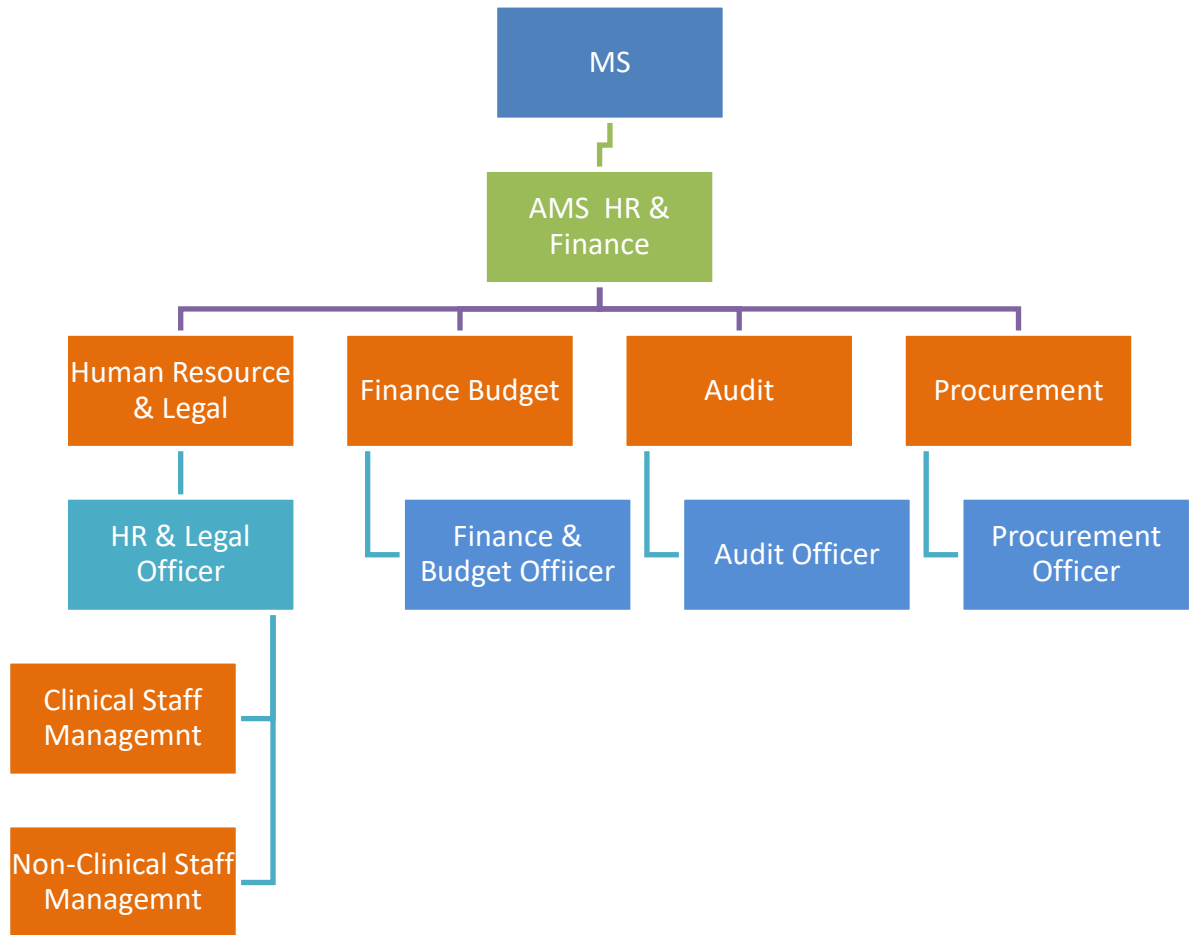 MS
AMS  HR &
Finance
Human Resource
& Legal
Finance Budget
Audit
Procurement
HR & Legal
Officer
Finance &
Budget Offiicer
Audit Officer
Procurement
Officer
Clinical Staff
Managemnt
Non-Clinical Staff
Managemnt